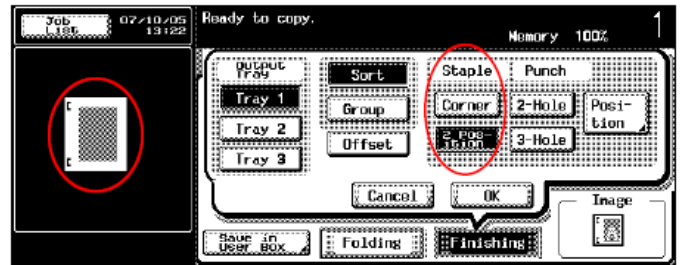 Job
List
07/10/05
13:22
Ready to copy.
Memory 100% 1
Output
Tray
Tray 1
Tray 2
Tray 3
Sort
Group
Offset
Staple Punch
Corner
2 Pos-
ition
2-Hole
3-Hole
Posi-
tion
Cancel
OK
Image
Save in
User Box
Folding
Finishing